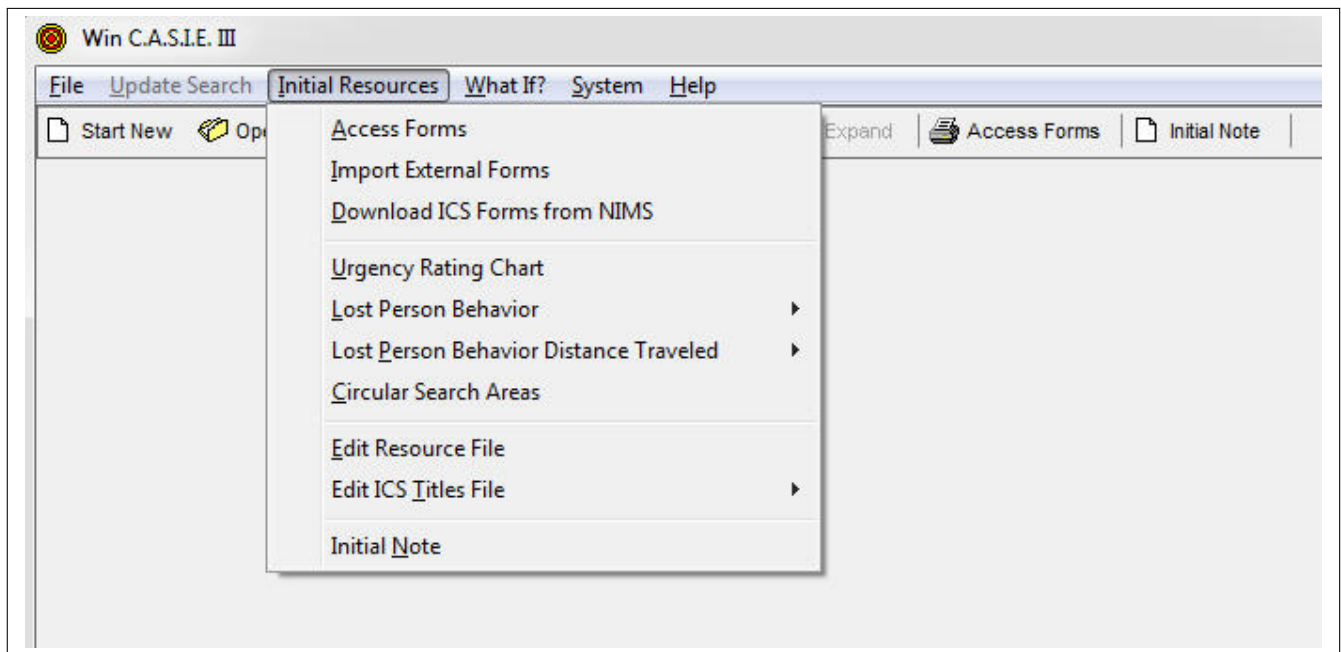 Win C.A.S.I.E. III
File Update Search Initial Resources What If? System Help
Start New Ope Expand Access Forms Initial Note
Access Forms
Import External Forms
Download ICS Forms from NIMS
Urgency Rating Chart
Lost Person Behavior
Lost Person Behavior Distance Traveled
Circular Search Areas
Edit Resource File
Edit ICS Titles File
Initial Note